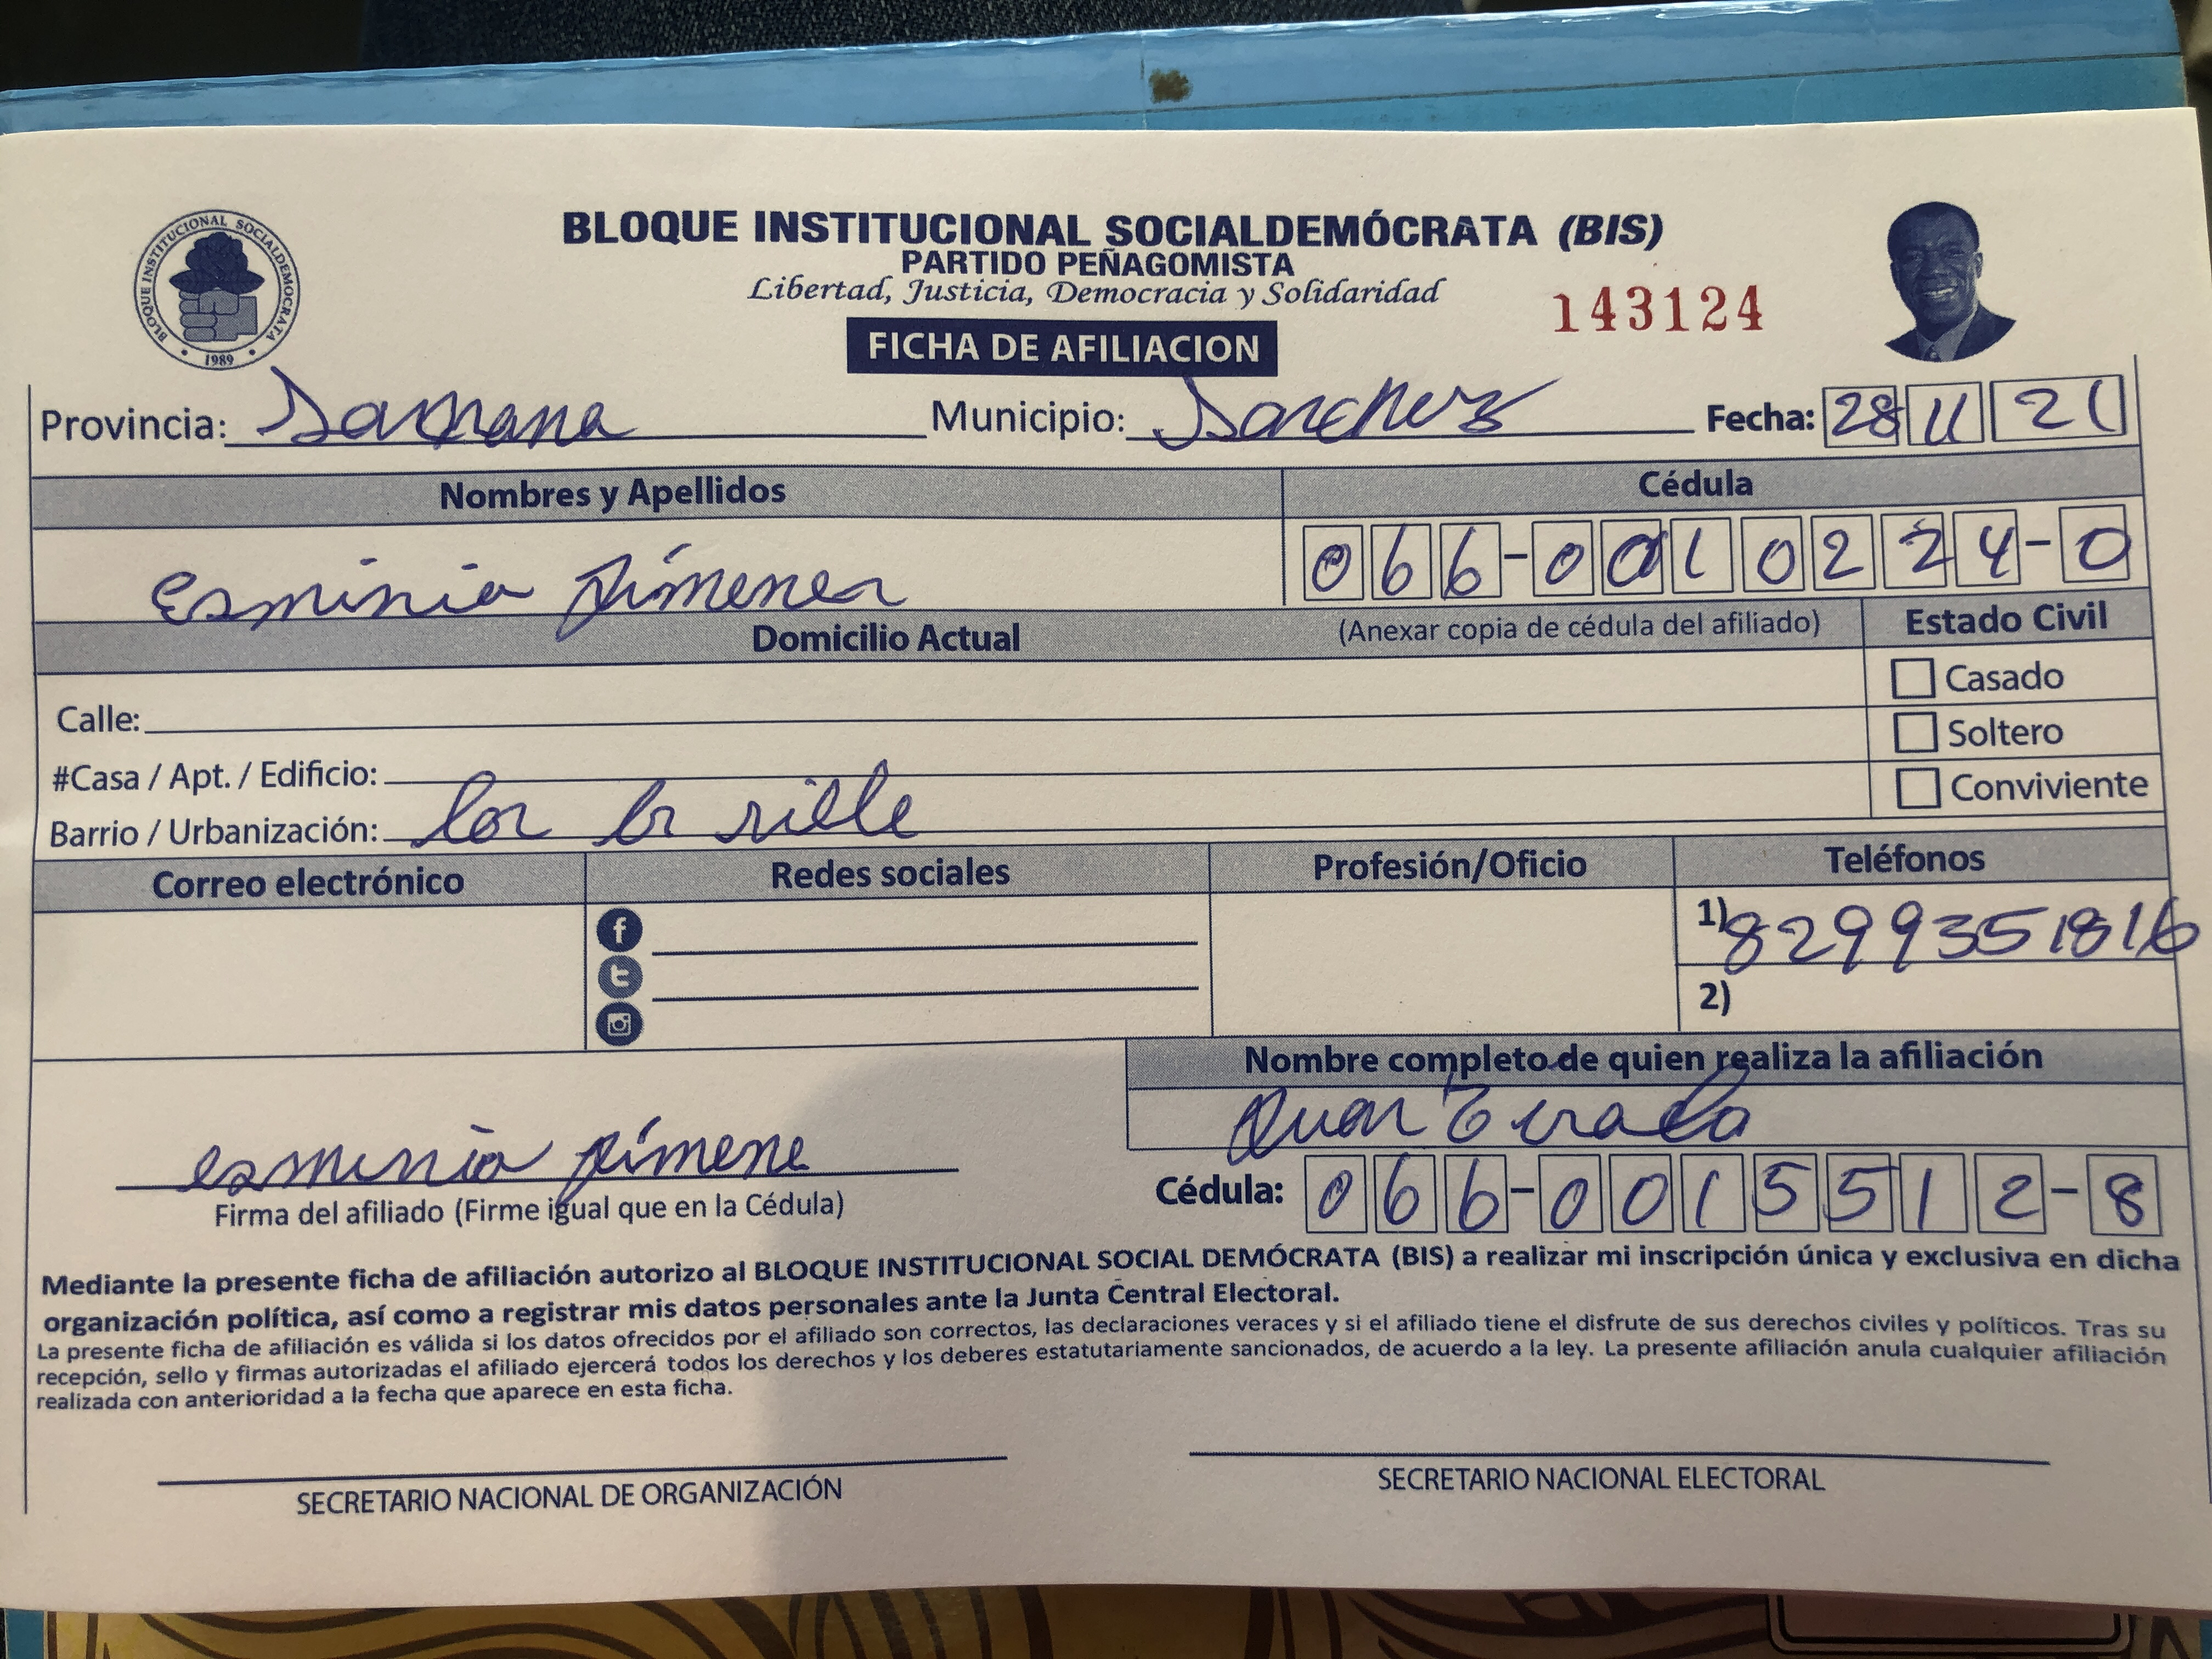 BLOQUE INSTITUCIONAL SOCIALDEMOCRATA
1989
BLOQUE INSTITUCIONAL SOCIALDEMÓCRATA (BIS)
PARTIDO PEÑAGOMISTA
Libertad, Justicia, Democracia y Solidaridad
143124
FICHA DE AFILIACION
Provincia: Samana Municipio: Sanchez Fecha: 28 11 21
Nombres y Apellidos Cédula
Esminia Jimenez 066-0010224-0
Domicilio Actual (Anexar copia de cédula del afiliado) Estado Civil
Casado
Calle:
Soltero
#Casa / Apt. / Edificio:
Conviviente
Barrio / Urbanización:
Correo electrónico Redes sociales Profesión/Oficio Teléfonos
1) 8299351816
2)
Nombre completo de quien realiza la afiliación
Juan
esminia jimene
Firma del afiliado (Firme igual que en la Cédula)
Cédula: 066-0015512-8
Mediante la presente ficha de afiliación autorizo al BLOQUE INSTITUCIONAL SOCIAL DEMÓCRATA (BIS) a realizar mi inscripción única y exclusiva en dicha
organización política, así como a registrar mis datos personales ante la Junta Central Electoral.
La presente ficha de afiliación es válida si los datos ofrecidos por el afiliado son correctos, las declaraciones veraces y si el afiliado tiene el disfrute de sus derechos civiles y políticos. Tras su
recepción, sello y firmas autorizadas el afiliado ejercerá todos los derechos y los deberes estatutariamente sancionados, de acuerdo a la ley. La presente afiliación anula cualquier afiliación
realizada con anterioridad a la fecha que aparece en esta ficha.
SECRETARIO NACIONAL DE ORGANIZACIÓN SECRETARIO NACIONAL ELECTORAL